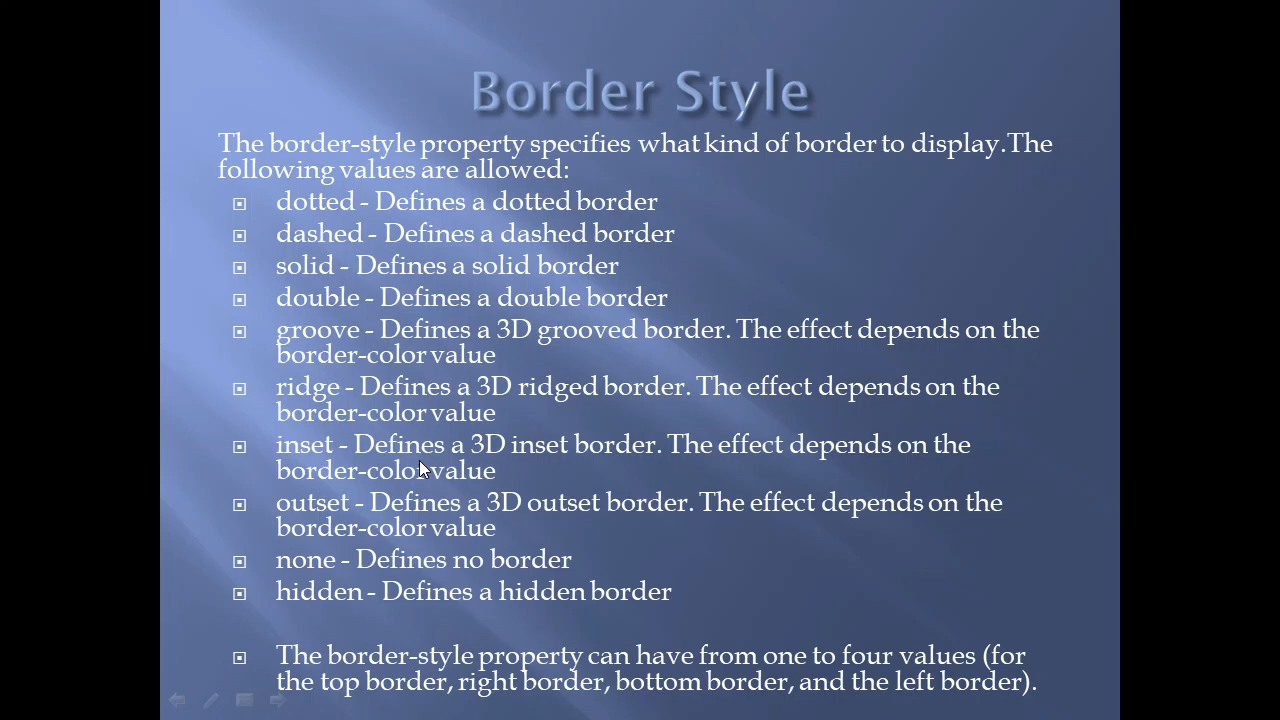 Border Style
The border-style property specifies what kind of border to display.The
following values are allowed:
dotted - Defines a dotted border
dashed - Defines a dashed border
solid - Defines a solid border
double - Defines a double border
groove - Defines a 3D grooved border. The effect depends on the
border-color value
ridge - Defines a 3D ridged border. The effect depends on the
border-color value
inset - Defines a 3D inset border. The effect depends on the
border-color value
outset - Defines a 3D outset border. The effect depends on the
border-color value
none - Defines no border
hidden - Defines a hidden border
The border-style property can have from one to four values (for
the top border, right border, bottom border, and the left border).